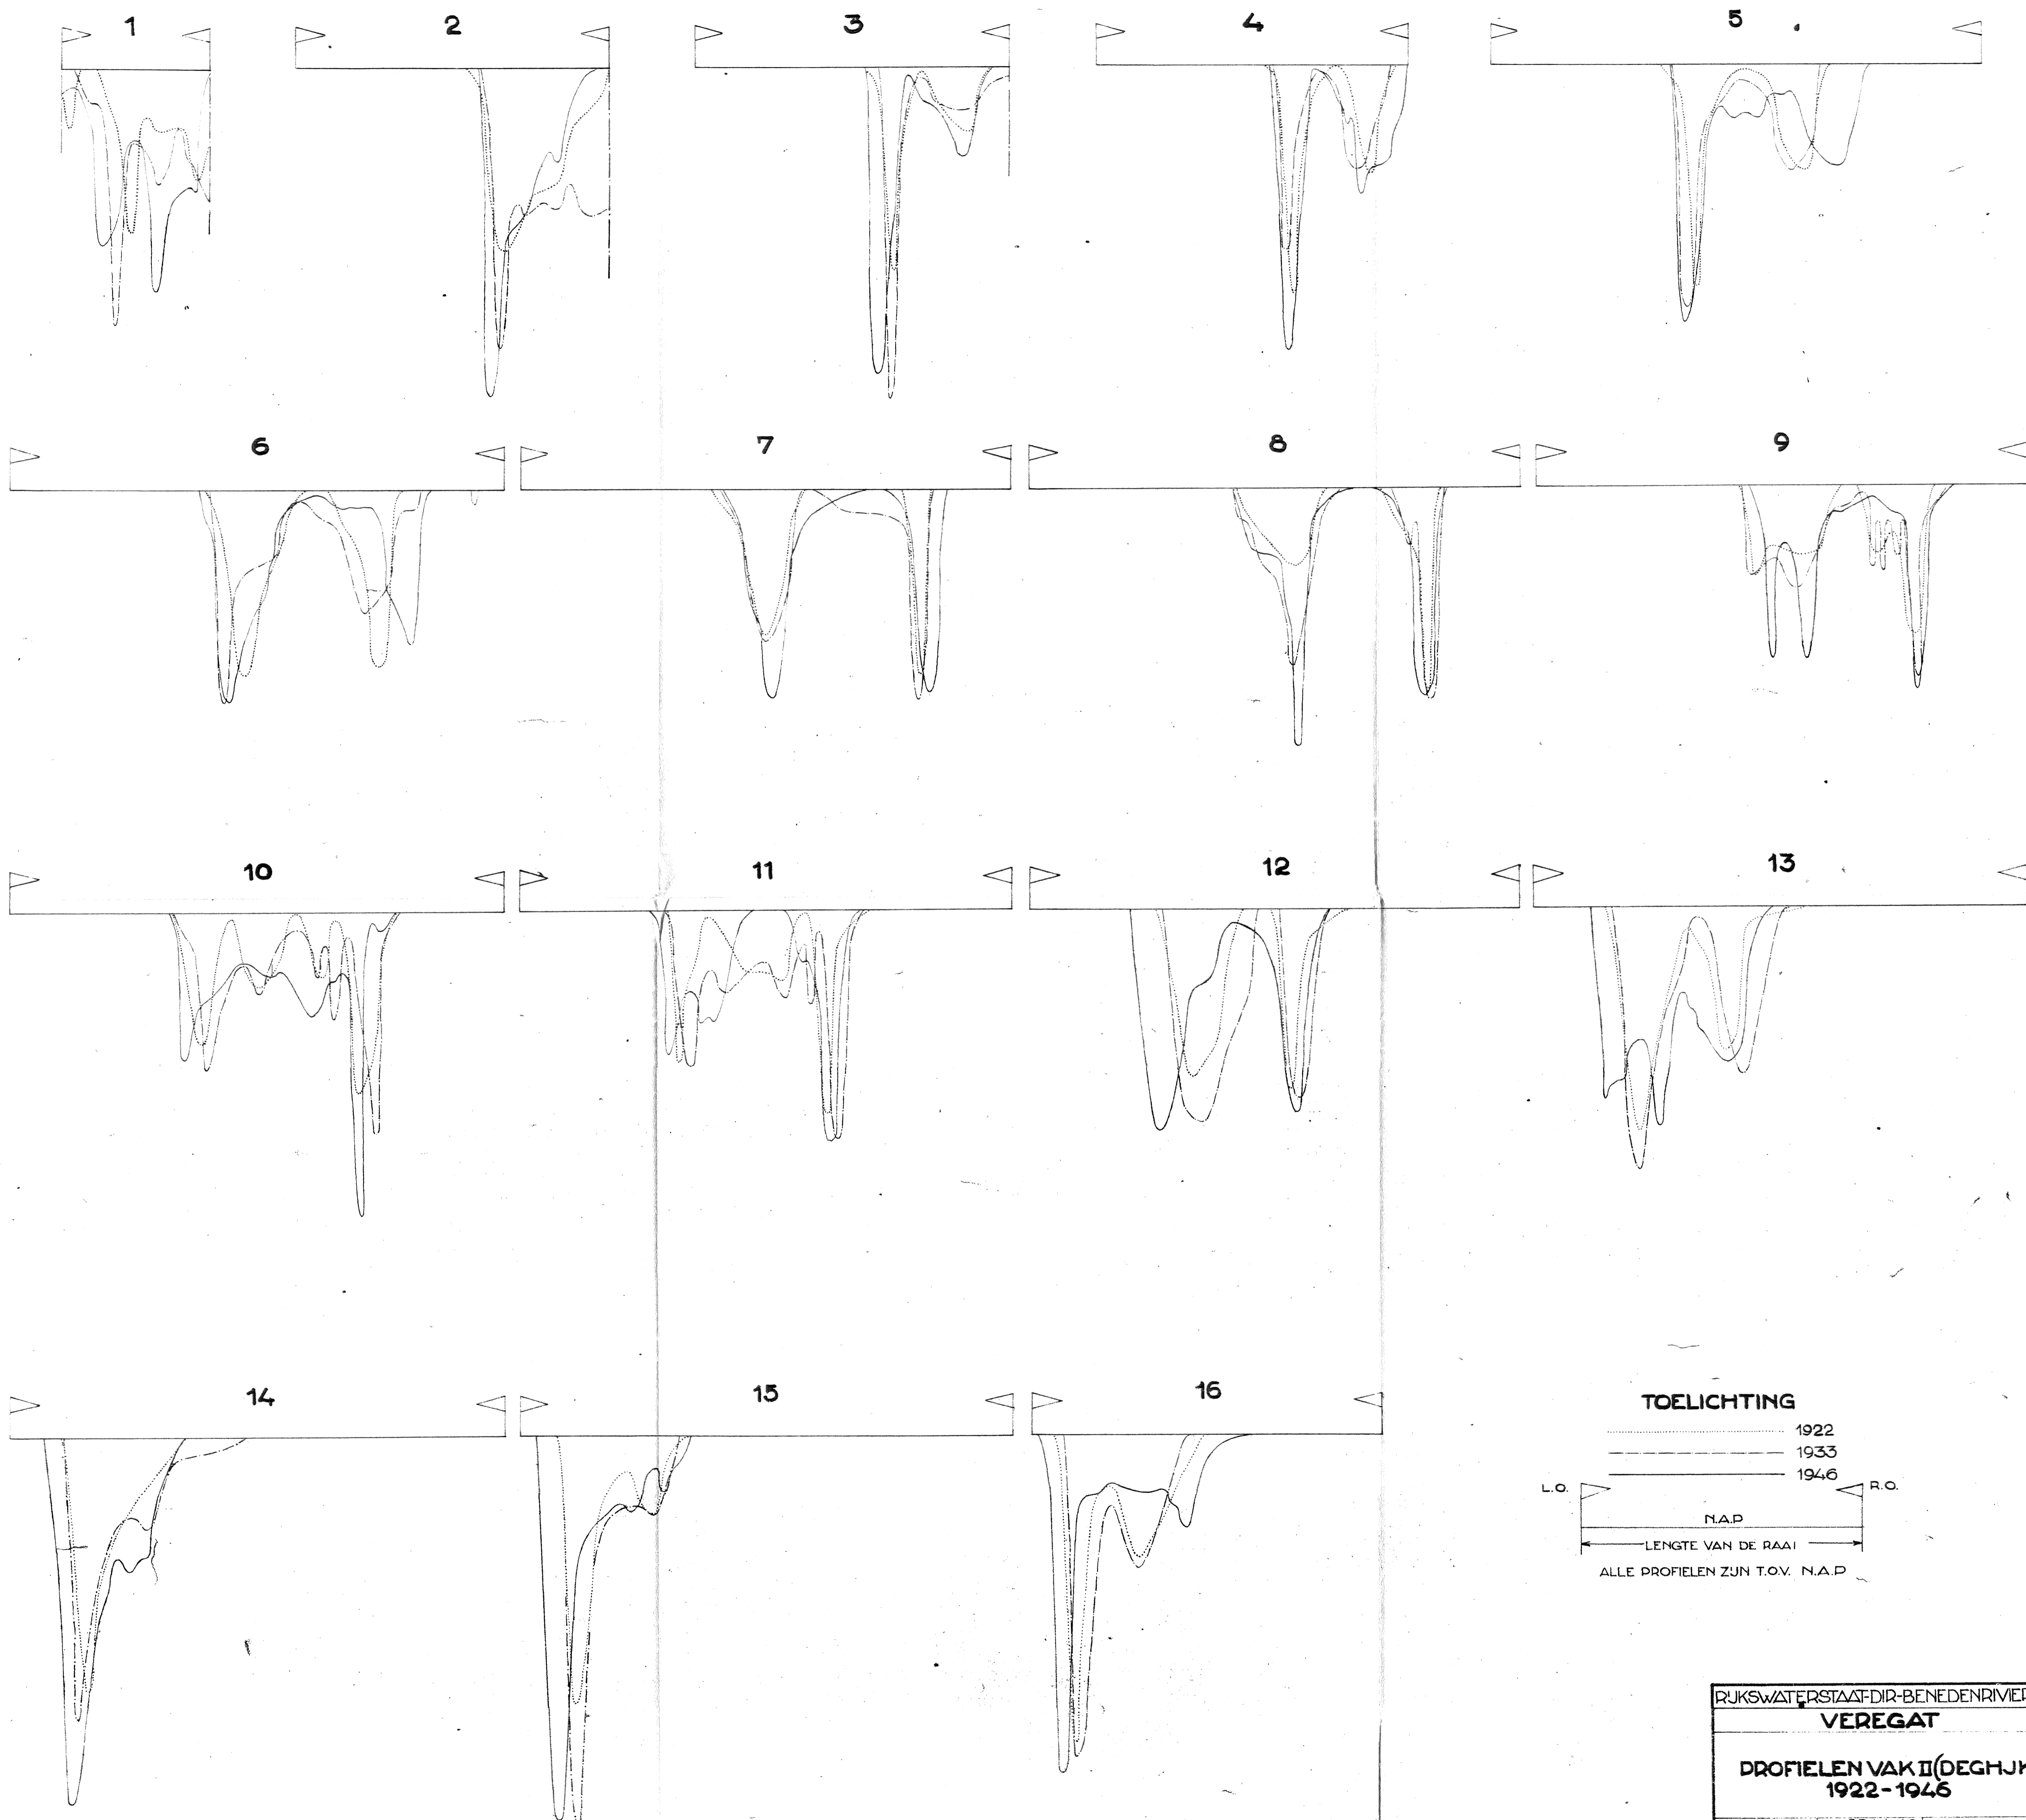 1 2 3 4 5
6 7 8 9
10 11 12 13
14 15 16
TOELICHTING
1922
1933
1946
L.O. R.O.
N.A.P
LENGTE VAN DE RAAI
ALLE PROFIELEN ZIJN T.O.V. N.A.P
RIJKSWATERSTAAT-DIR-BENEDENRIVIER
VEREGAT
PROFIELEN VAK II (DEGHJK
1922-1946